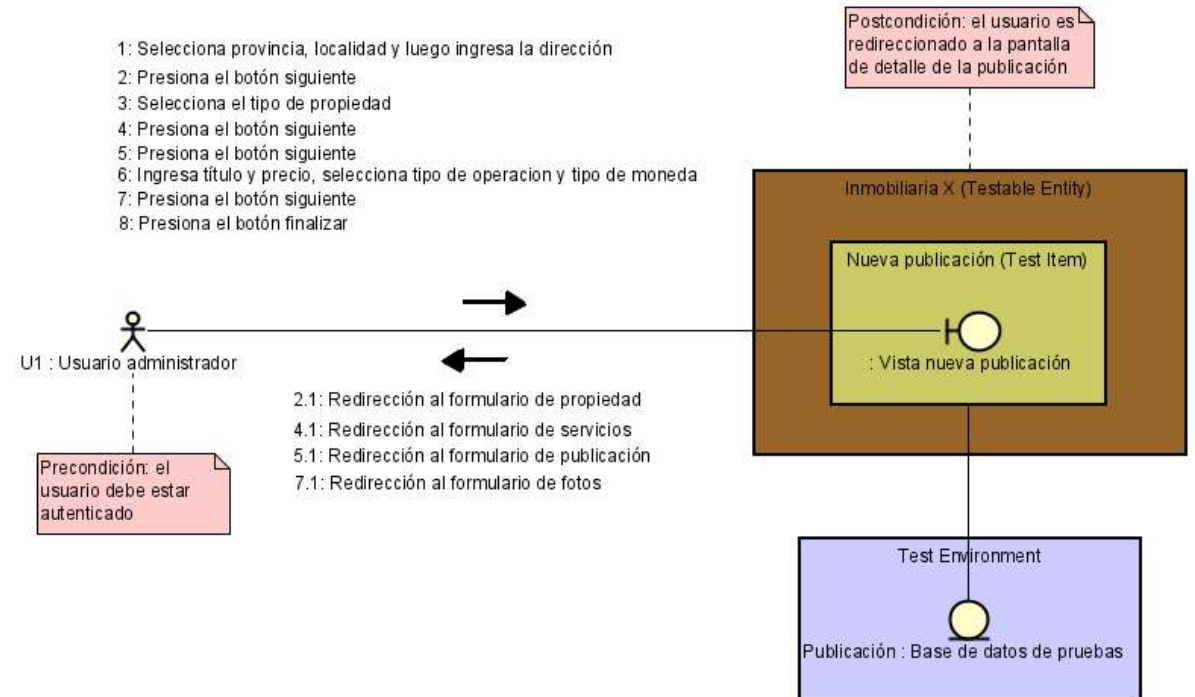 Postcondición: el usuario es
redireccionado a la pantalla
de detalle de la publicación
1: Selecciona provincia, localidad y luego ingresa la dirección
2: Presiona el botón siguiente
3: Selecciona el tipo de propiedad
4: Presiona el botón siguiente
5: Presiona el botón siguiente
6: Ingresa título y precio, selecciona tipo de operacion y tipo de moneda
7: Presiona el botón siguiente
8: Presiona el botón finalizar
Inmobiliaria X (Testable Entity)
Nueva publicación (Test Item)
: Vista nueva publicación
U1 : Usuario administrador
2.1: Redirección al formulario de propiedad
4.1: Redirección al formulario de servicios
5.1: Redirección al formulario de publicación
7.1: Redirección al formulario de fotos
Precondición: el
usuario debe estar
autenticado
Test Environment
Publicación : Base de datos de pruebas